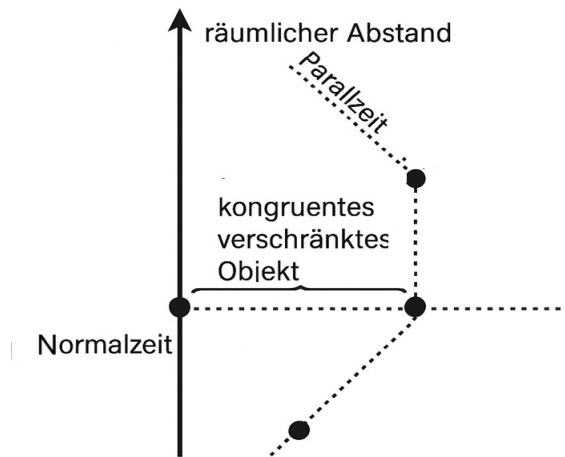 räumlicher Abstand
Parallzeit
kongruentes
verschränktes
Objekt
Normalzeit